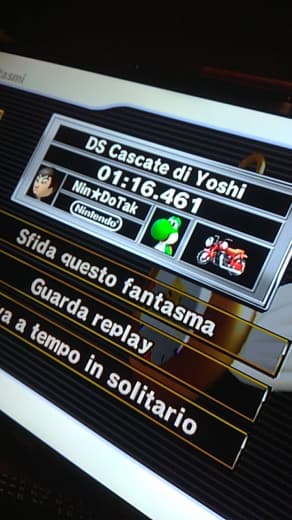 DS Cascate di Yoshi
01:16.461
Nin★DoTak
Nintendo
Sfida questo fantasma
Guarda replay
a tempo in solitario